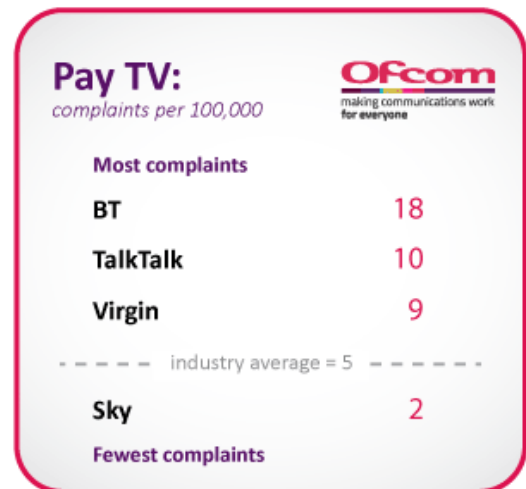 Pay TV:
complaints per 100,000
Ofcom
making communications work
for everyone
Most complaints
BT 18
TalkTalk 10
Virgin 9
industry average = 5
Sky 2
Fewest complaints